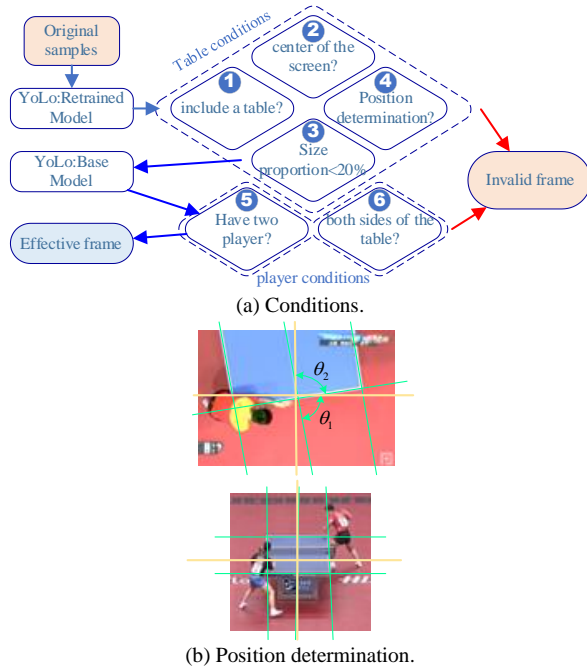 Original
samples
YoLo:Retrained
Model
YoLo:Base
Model
Effective frame
Table conditions
1
include a table?
2
center of the
screen?
3
Size
proportion<20%
4
Position
determination?
5
Have two
player?
6
both sides of the
table?
player conditions
Invalid frame
(a) Conditions.
θ2
θ1
(b) Position determination.